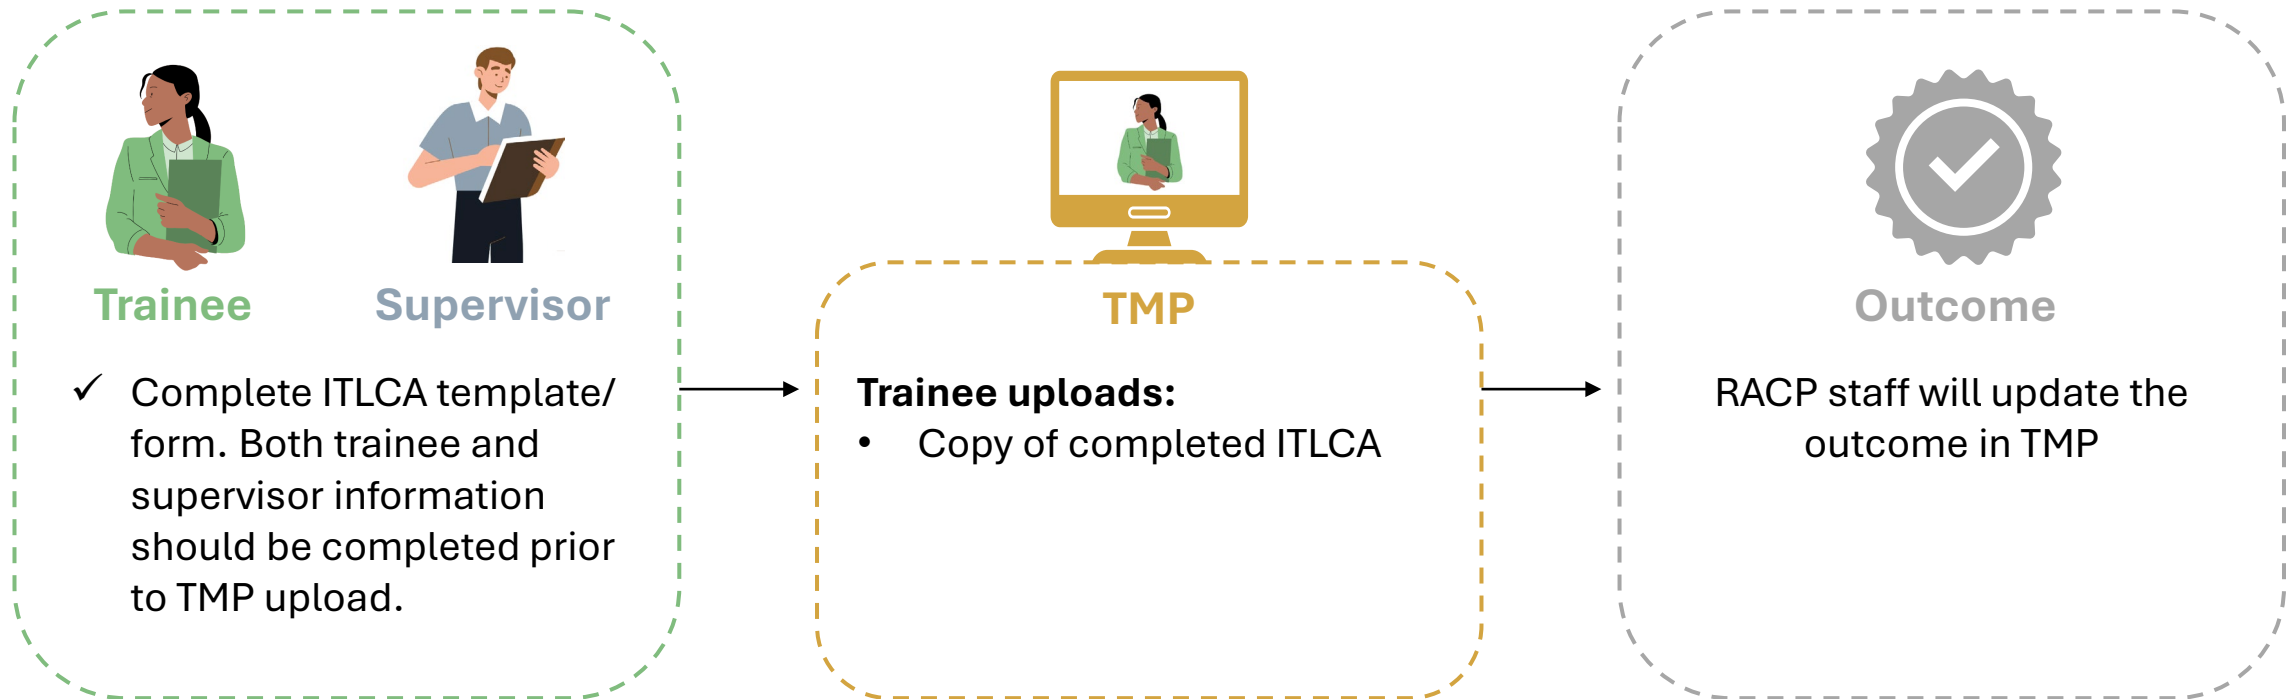 Trainee
Supervisor
✓ Complete ITLCA template/
form. Both trainee and
supervisor information
should be completed prior
to TMP upload.
TMP
Trainee uploads:
• Copy of completed ITLCA
Outcome
RACP staff will update the
outcome in TMP